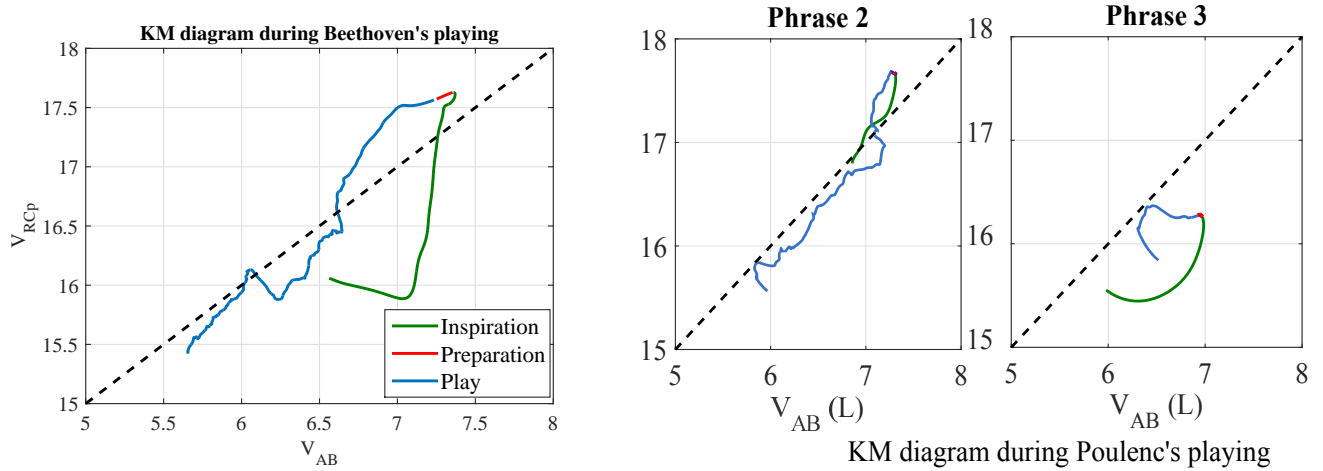 KM diagram during Beethoven's playing
18
17.5
17
16.5
16
15.5
15
V_RCp
5
5.5
6
6.5
7
7.5
8
V_AB
Inspiration
Preparation
Play
Phrase 2
18
17
16
15
5
6
7
8
V_AB (L)
Phrase 3
18
17
16
15
5
6
7
8
V_AB (L)
KM diagram during Poulenc's playing